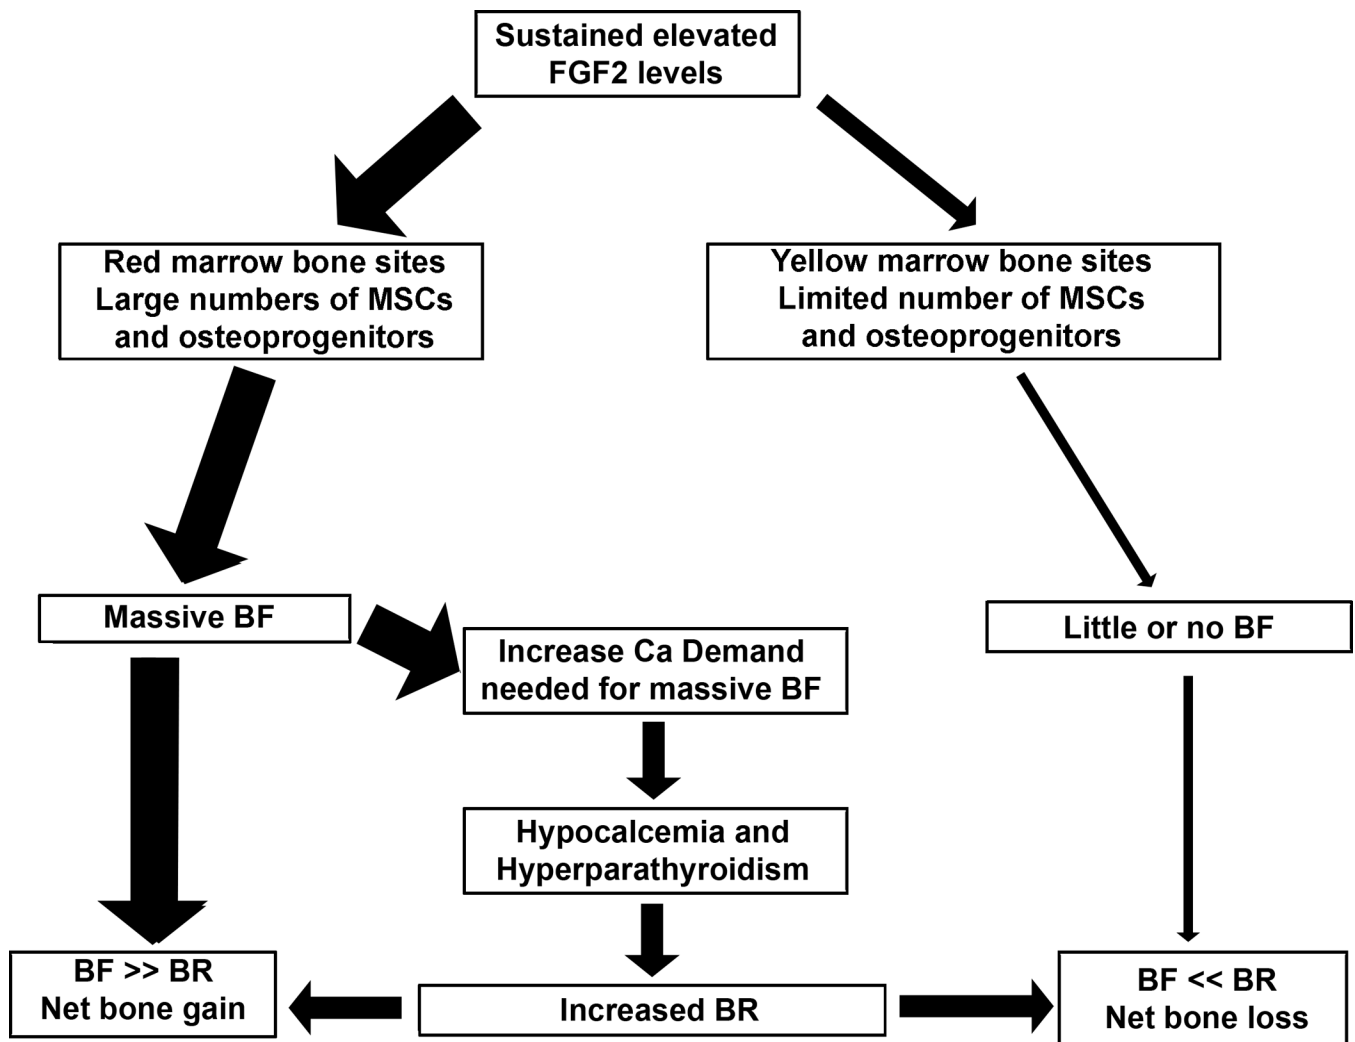 Sustained elevated
FGF2 levels
Red marrow bone sites
Large numbers of MSCs
and osteoprogenitors
Yellow marrow bone sites
Limited number of MSCs
and osteoprogenitors
Massive BF
Increase Ca Demand
needed for massive BF
Little or no BF
Hypocalcemia and
Hyperparathyroidism
BF >> BR
Net bone gain
Increased BR
BF << BR
Net bone loss